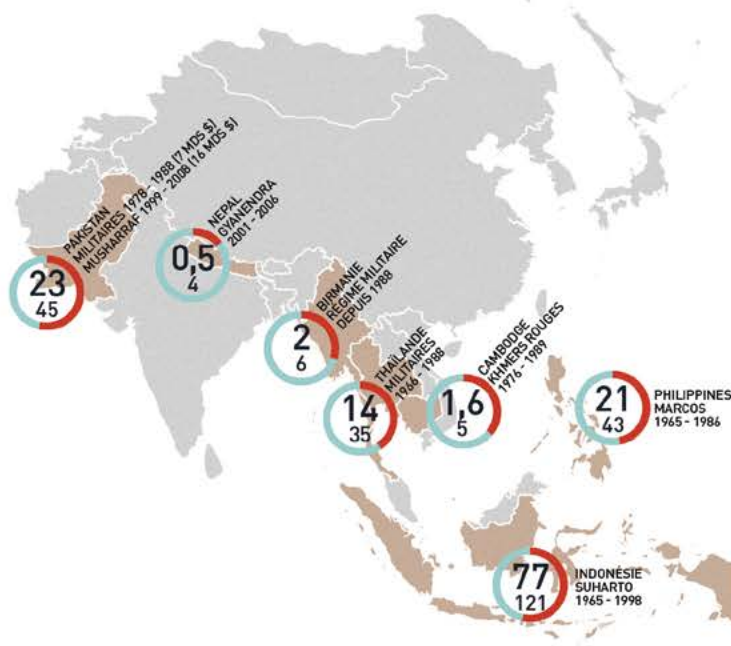 PAKISTAN
MILITAIRES 1978 - 1988 (7 MDS $)
MUSHARRAF 1999 - 2008 (16 MDS $)
23
45
NEPAL
GYANENDRA
2001 - 2006
0,5
4
BIRMANIE
RÉGIME MILITAIRE
DEPUIS 1988
2
6
THAÏLANDE
MILITAIRES
1966 - 1988
14
35
CAMBODGE
KHMERS ROUGES
1976 - 1989
1,6
5
21
43
PHILIPPINES
MARCOS
1965 - 1986
77
121
INDONÉSIE
SUHARTO
1965 - 1998